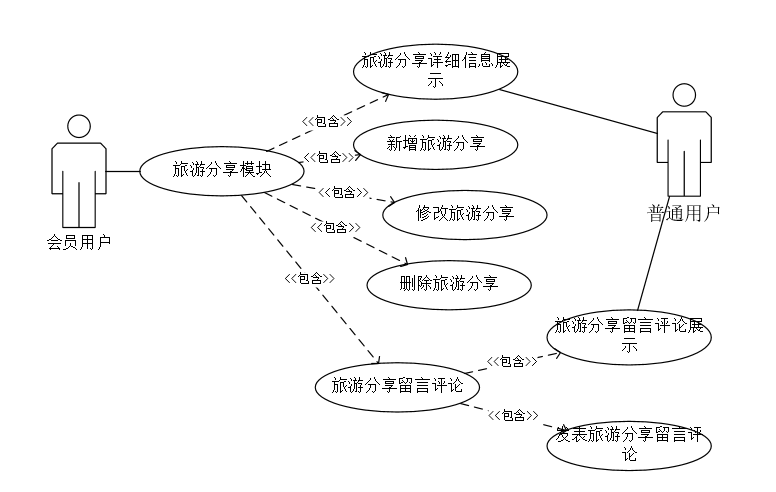 旅游分享详细信息展
示
<<包含>>
新增旅游分享
<<包含>>
旅游分享模块
<<包含>>
修改旅游分享
普通用户
<<包含>>
会员用户
<<包含>>
删除旅游分享
旅游分享留言评论展
示
<<包含>>
旅游分享留言评论
<<包含>>
发表旅游分享留言评
论